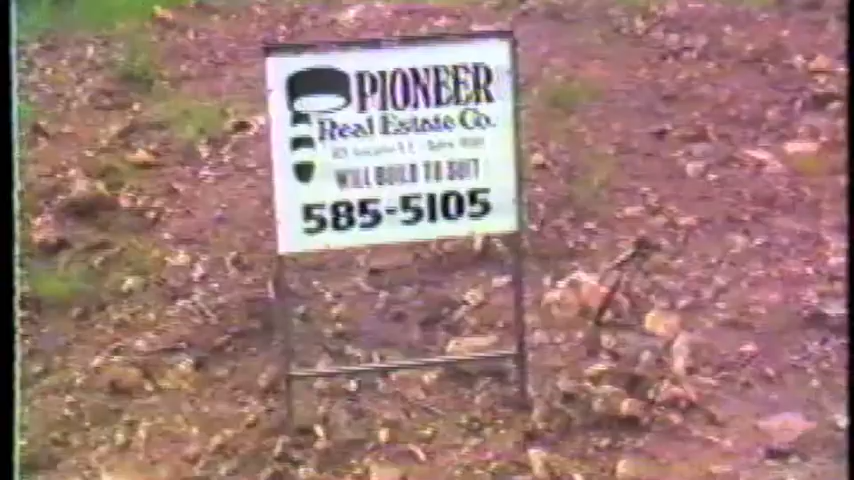 PIONEER
Real Estate Co.
WILL BUILD TO SUIT
585-5105